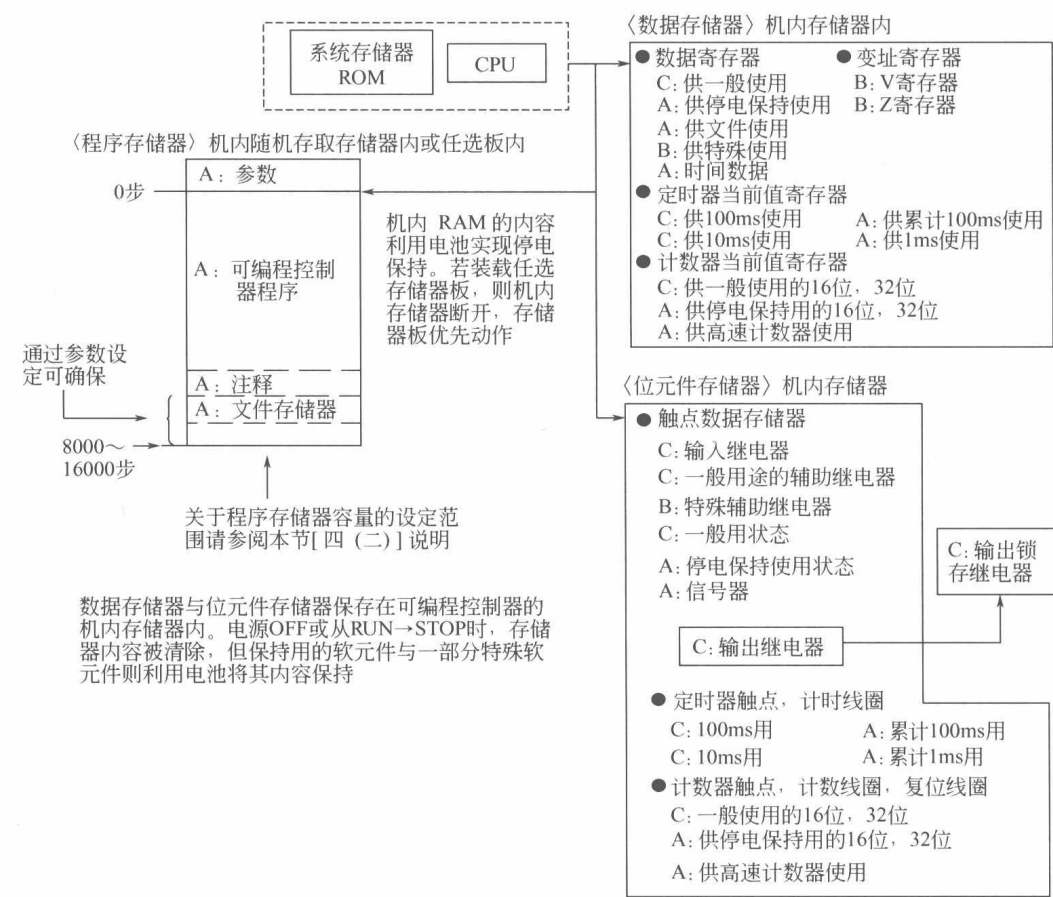 系统存储器
ROM
CPU
〈数据存储器〉机内存储器内
● 数据寄存器
C: 供一般使用
A: 供停电保持使用
A: 供文件使用
B: 供特殊使用
A: 时间数据
● 变址寄存器
B: V寄存器
B: Z寄存器
● 定时器当前值寄存器
C: 供100ms使用 A: 供累计100ms使用
C: 供10ms使用 A: 供1ms使用
● 计数器当前值寄存器
C: 供一般使用的16位，32位
A: 供停电保持用的16位，32位
A: 供高速计数器使用
〈程序存储器〉机内随机存取存储器内或任选板内
A: 参数
0步
A: 可编程控制
器程序
机内 RAM 的内容
利用电池实现停电
保持。若装载任选
存储器板，则机内
存储器断开，存储
器板优先动作
通过参数设
定可确保
A: 注释
A: 文件存储器
8000～
16000步
关于程序存储器容量的设定范
围请参阅本节[ 四 (二) ] 说明
数据存储器与位元件存储器保存在可编程控制器的
机内存储器内。电源OFF或从RUN→STOP时，存储
器内容被清除，但保持用的软元件与一部分特殊软
元件则利用电池将其内容保持
〈位元件存储器〉机内存储器
● 触点数据存储器
C: 输入继电器
C: 一般用途的辅助继电器
B: 特殊辅助继电器
C: 一般用状态
A: 停电保持使用状态
A: 信号器
C: 输出继电器
C: 输出锁
存继电器
● 定时器触点，计时线圈
C: 100ms用 A: 累计100ms用
C: 10ms用 A: 累计1ms用
● 计数器触点，计数线圈，复位线圈
C: 一般使用的16位，32位
A: 供停电保持用的16位，32位
A: 供高速计数器使用